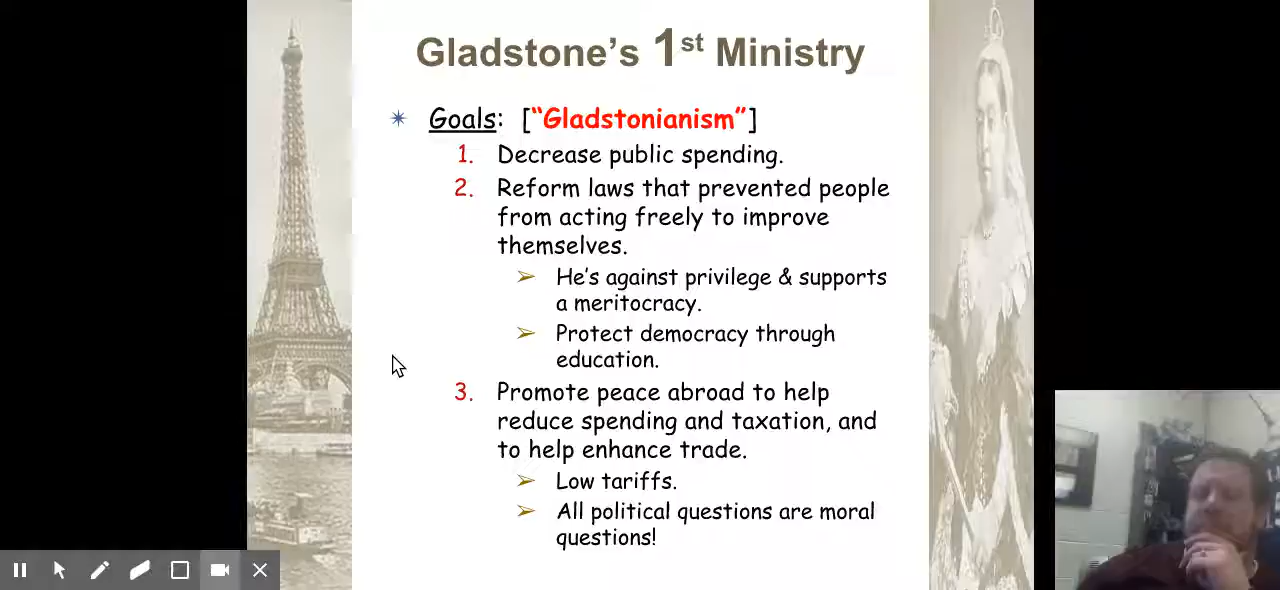 Gladstone's 1st Ministry
Goals: ["Gladstonianism"]
1. Decrease public spending.
2. Reform laws that prevented people
from acting freely to improve
themselves.
He's against privilege & supports
a meritocracy.
Protect democracy through
education.
3. Promote peace abroad to help
reduce spending and taxation, and
to help enhance trade.
Low tariffs.
All political questions are moral
questions!